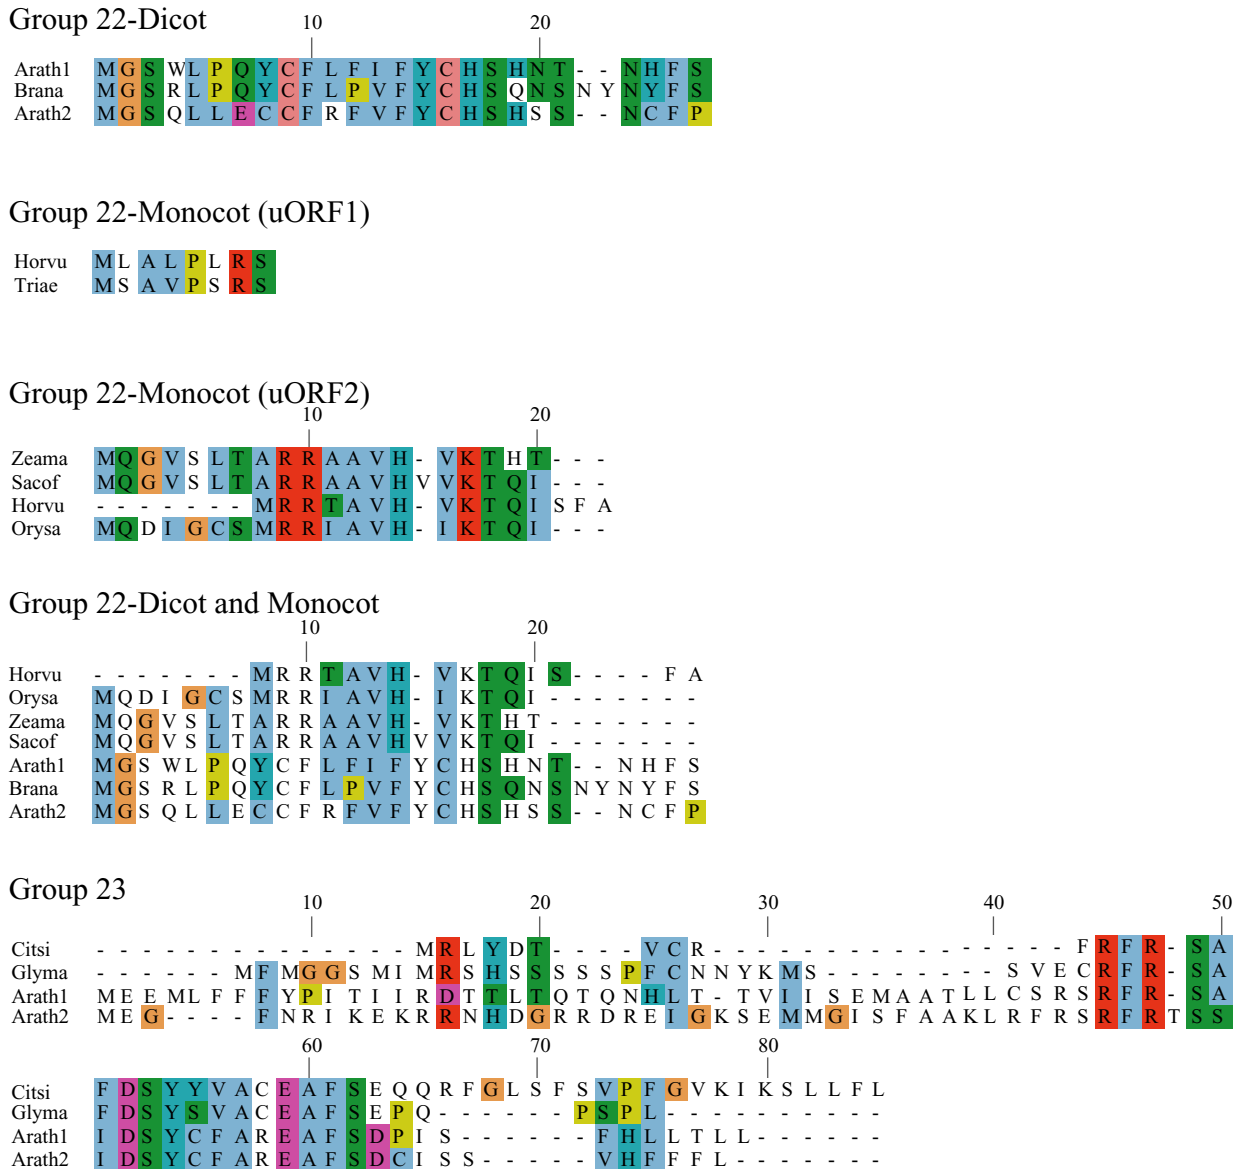 Group 22-Dicot
10 20
Arath1 M G S W L P Q Y C F L F I F Y C H S H N T - - N H F S
Brana M G S R L P Q Y C F L P V F Y C H S Q N S N Y N Y F S
Arath2 M G S Q L L E C C F R F V F Y C H S H S S - - N C F P
Group 22-Monocot (uORF1)
Horvu M L A L P L R S
Triae M S A V P S R S
Group 22-Monocot (uORF2)
10 20
Zeama M Q G V S L T A R R A A V H - V K T H T - - -
Sacof M Q G V S L T A R R A A V H V V K T Q I - - -
Horvu - - - - - - - M R R T A V H - V K T Q I S F A
Orysa M Q D I G C S M R R I A V H - I K T Q I - - -
Group 22-Dicot and Monocot
10 20
Horvu - - - - - - - M R R T A V H - V K T Q I S - - - - F A
Orysa M Q D I G C S M R R I A V H - I K T Q I - - - - - - -
Zeama M Q G V S L T A R R A A V H - V K T H T - - - - - - -
Sacof M Q G V S L T A R R A A V H V V K T Q I - - - - - - -
Arath1 M G S W L P Q Y C F L F I F Y C H S H N T - - N H F S
Brana M G S R L P Q Y C F L P V F Y C H S Q N S N Y N Y F S
Arath2 M G S Q L L E C C F R F V F Y C H S H S S - - N C F P
Group 23
10 20 30 40 50
Citsi - - - - - - - - - - - - - - M R L Y D T - - - - V C R - - - - - - - - - - - - - - - - F R F R - S A
Glyma - - - - - - M F M G G S M I M R S H S S S S S P F C N N Y K M S - - - - - - - - S V E C R F R - S A
Arath1 M E E M L F F F Y P I T I I R D T T L T Q T Q N H L T - T V I I S E M A A T L L C S R S R F R - S A
Arath2 M E G - - - - F N R I K E K R R N H D G R R D R E I G K S E M M G I S F A A K L R F R S R F R T S S
60 70 80
Citsi F D S Y Y V A C E A F S E Q Q R F G L S F S V P F G V K I K S L L F L
Glyma F D S Y S V A C E A F S E P Q - - - - - - P S P L - - - - - - - - - -
Arath1 I D S Y C F A R E A F S D P I S - - - - - - F H L L T L L - - - - - -
Arath2 I D S Y C F A R E A F S D C I S S - - - - - V H F F F L - - - - - - -